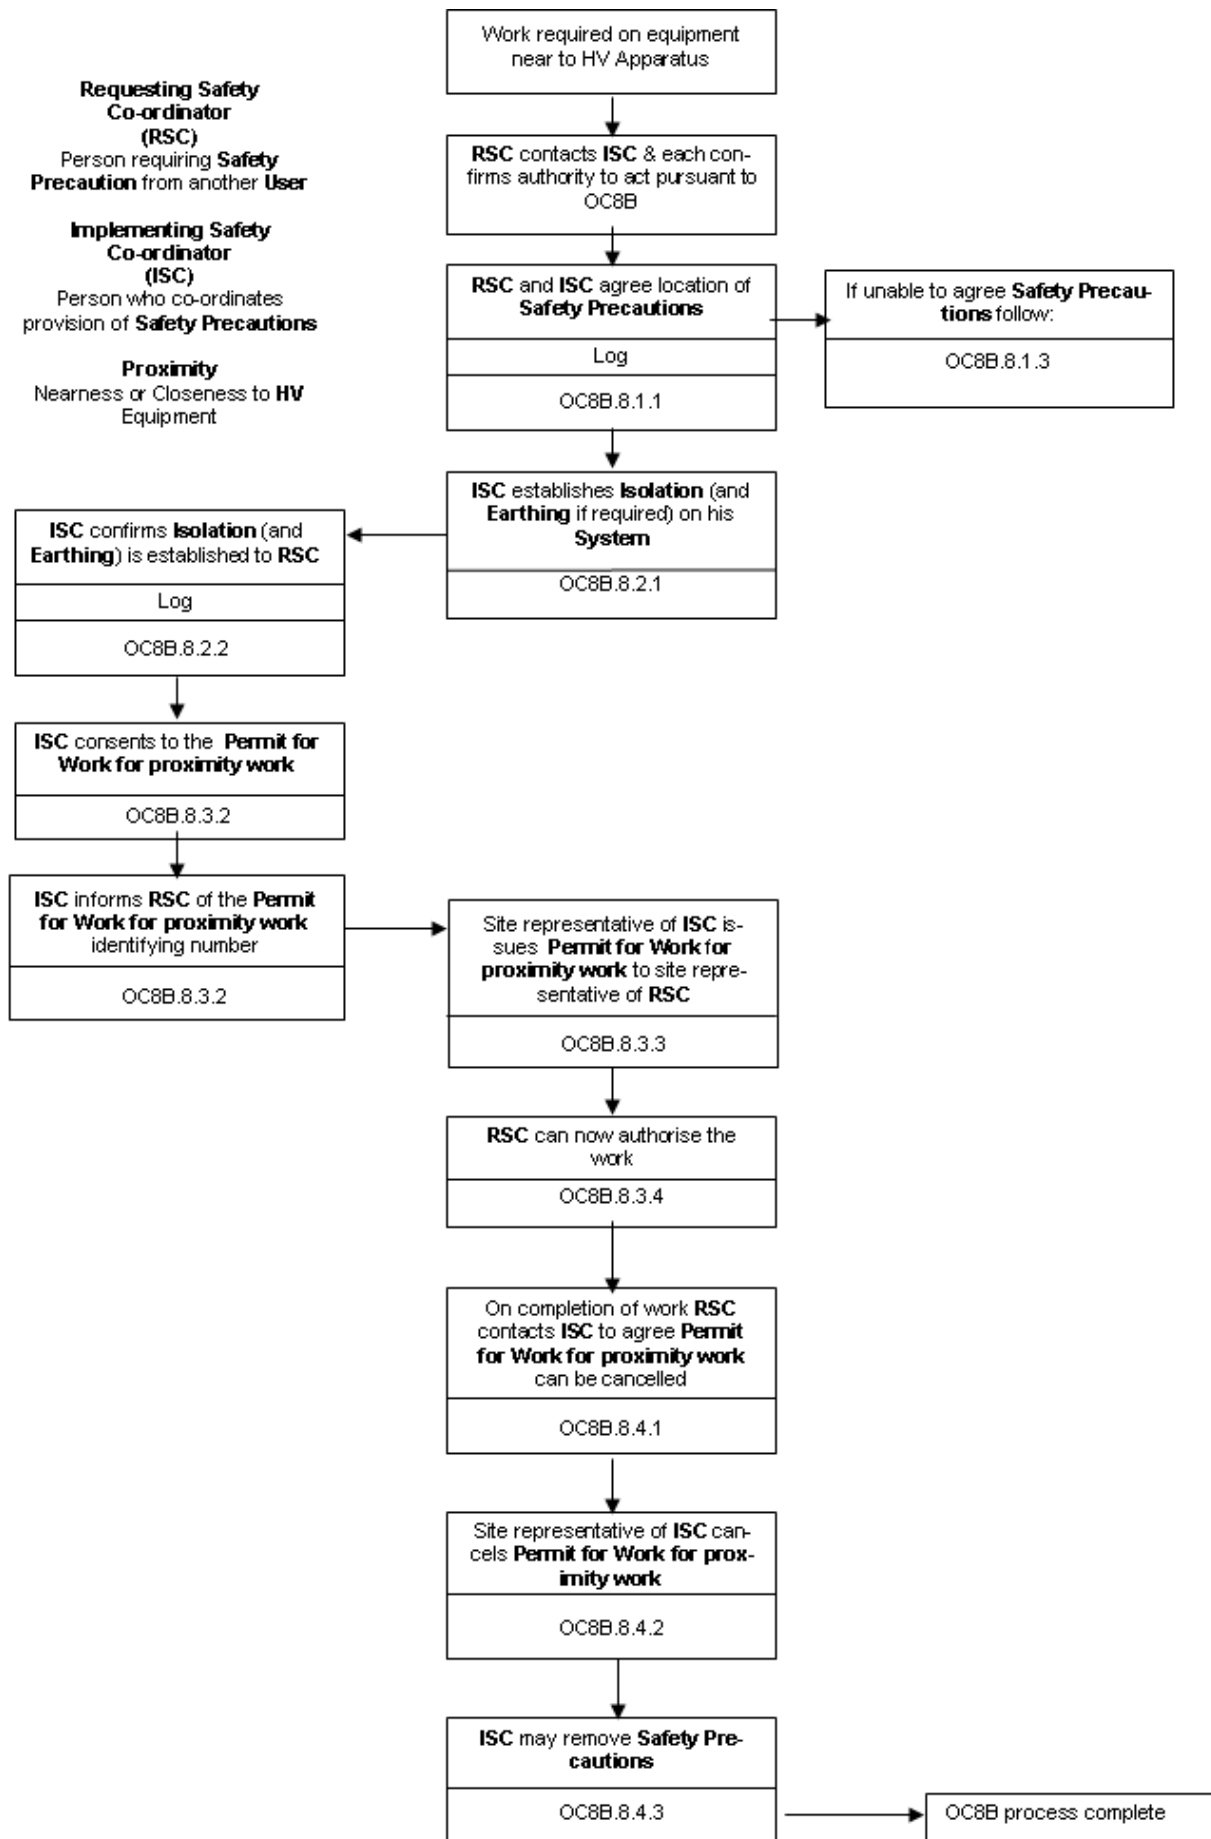 Work required on equipment
near to HV Apparatus
Requesting Safety
Co-ordinator
(RSC)
Person requiring Safety
Precaution from another User
Implementing Safety
Co-ordinator
(ISC)
Person who co-ordinates
provision of Safety Precautions
Proximity
Nearness or Closeness to HV
Equipment
RSC contacts ISC & each con-
firms authority to act pursuant to
OC8B
RSC and ISC agree location of
Safety Precautions
Log
OC8B.8.1.1
If unable to agree Safety Precau-
tions follow:
OC8B.8.1.3
ISC establishes Isolation (and
Earthing if required) on his
System
OC8B.8.2.1
ISC confirms Isolation (and
Earthing) is established to RSC
Log
OC8B.8.2.2
ISC consents to the Permit for
Work for proximity work
OC8B.8.3.2
ISC informs RSC of the Permit
for Work for proximity work
identifying number
OC8B.8.3.2
Site representative of ISC is-
sues Permit for Work for
proximity work to site repre-
sentative of RSC
OC8B.8.3.3
RSC can now authorise the
work
OC8B.8.3.4
On completion of work RSC
contacts ISC to agree Permit
for Work for proximity work
can be cancelled
OC8B.8.4.1
Site representative of ISC can-
cels Permit for Work for prox-
imity work
OC8B.8.4.2
ISC may remove Safety Pre-
cautions
OC8B.8.4.3
OC8B process complete